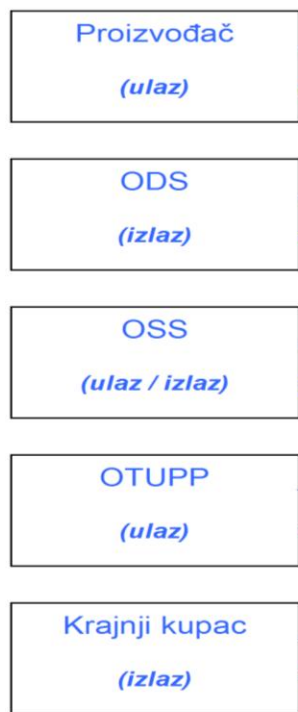 Proizvođač
(ulaz)
ODS
(izlaz)
OSS
(ulaz / izlaz)
OTUPP
(ulaz)
Krajnji kupac
(izlaz)